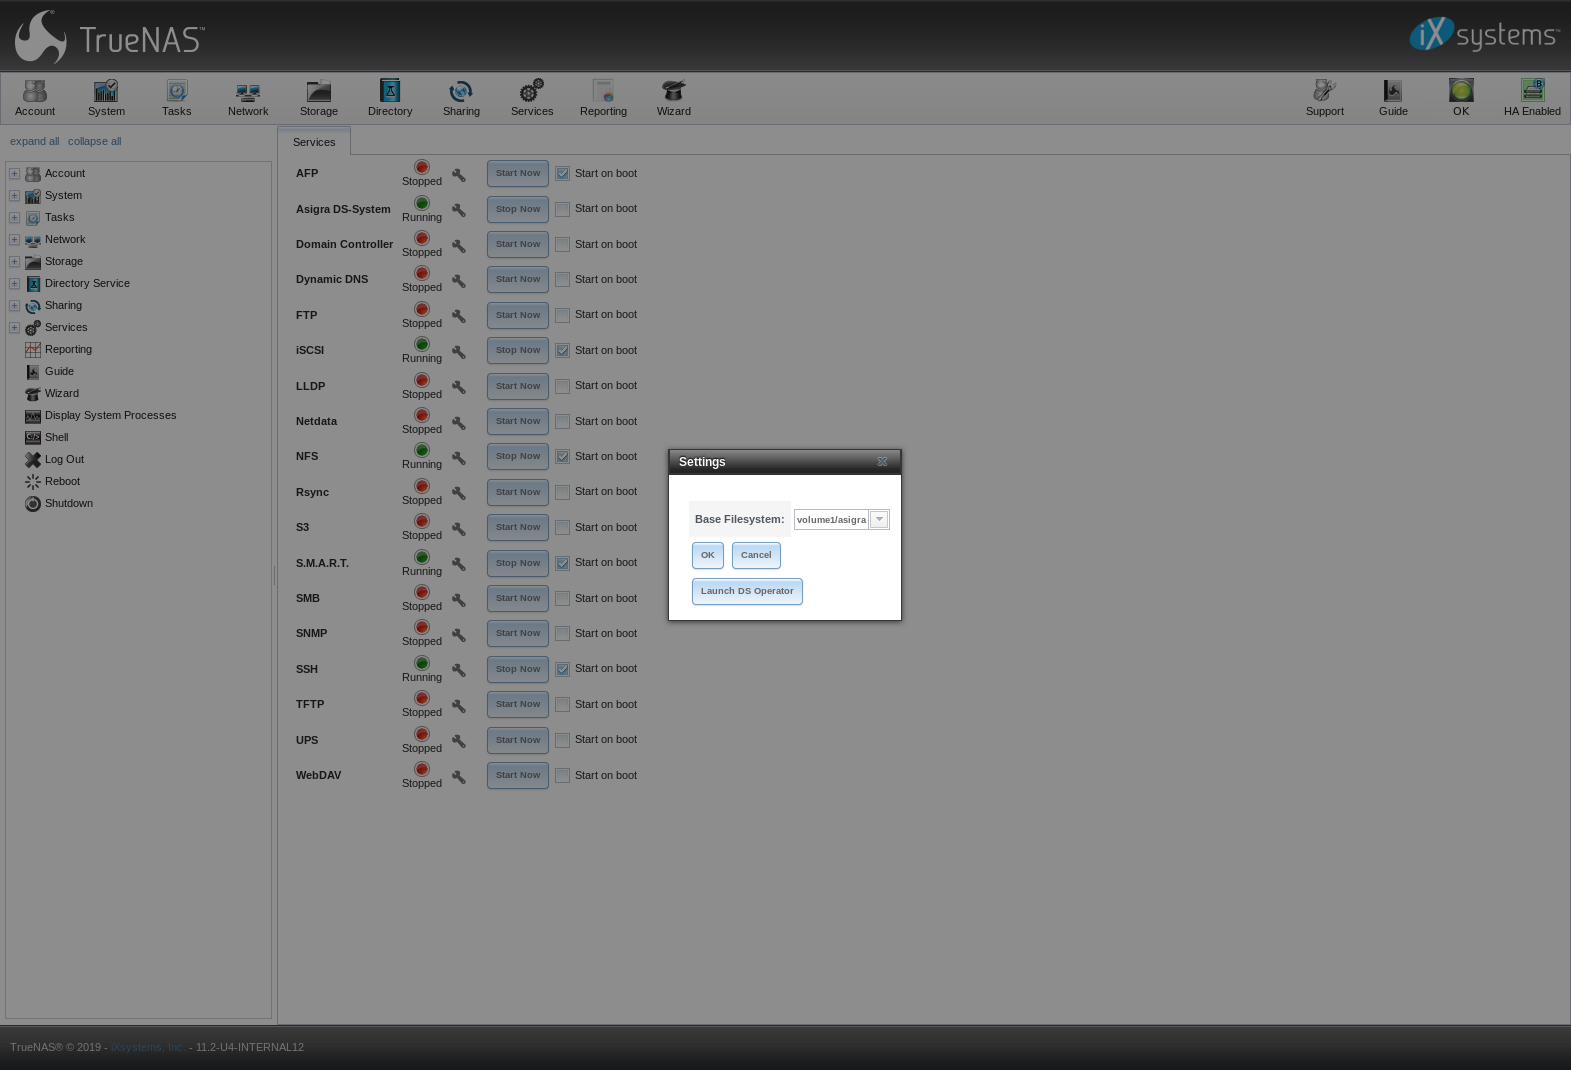 TrueNAS™
iXsystems™
Account
System
Tasks
Network
Storage
Directory
Sharing
Services
Reporting
Wizard
Support
Guide
OK
HA Enabled
expand all collapse all
Services
Account
System
Tasks
Network
Storage
Directory Service
Sharing
Services
Reporting
Guide
Wizard
Display System Processes
Shell
Log Out
Reboot
Shutdown
AFP Stopped Start Now Start on boot
Asigra DS-System Running Stop Now Start on boot
Domain Controller Stopped Start Now Start on boot
Dynamic DNS Stopped Start Now Start on boot
FTP Stopped Start Now Start on boot
iSCSI Running Stop Now Start on boot
LLDP Stopped Start Now Start on boot
Netdata Stopped Start Now Start on boot
NFS Running Stop Now Start on boot
Rsync Stopped Start Now Start on boot
S3 Stopped Start Now Start on boot
S.M.A.R.T. Running Stop Now Start on boot
SMB Stopped Start Now Start on boot
SNMP Stopped Start Now Start on boot
SSH Running Stop Now Start on boot
TFTP Stopped Start Now Start on boot
UPS Stopped Start Now Start on boot
WebDAV Stopped Start Now Start on boot
Settings
Base Filesystem: volume1/asigra
OK Cancel
Launch DS Operator
TrueNAS® © 2019 - iXsystems, Inc. - 11.2-U4-INTERNAL12